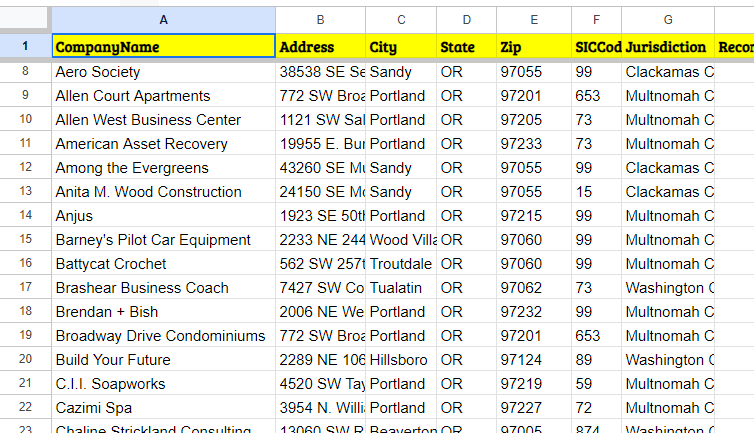 A B C D E F G
1 CompanyName Address City State Zip SICCod Jurisdiction Recor
8 Aero Society 38538 SE Se Sandy OR 97055 99 Clackamas C
9 Allen Court Apartments 772 SW Broa Portland OR 97201 653 Multnomah C
10 Allen West Business Center 1121 SW Sal Portland OR 97205 73 Multnomah C
11 American Asset Recovery 19955 E. Bur Portland OR 97233 73 Multnomah C
12 Among the Evergreens 43260 SE Mu Sandy OR 97055 99 Clackamas C
13 Anita M. Wood Construction 24150 SE Mo Sandy OR 97055 15 Clackamas C
14 Anjus 1923 SE 50th Portland OR 97215 99 Multnomah C
15 Barney's Pilot Car Equipment 2233 NE 244 Wood Villa OR 97060 99 Multnomah C
16 Battycat Crochet 562 SW 257t Troutdale OR 97060 99 Multnomah C
17 Brashear Business Coach 7427 SW Co Tualatin OR 97062 73 Washington C
18 Brendan + Bish 2006 NE We Portland OR 97232 99 Multnomah C
19 Broadway Drive Condominiums 772 SW Broa Portland OR 97201 653 Multnomah C
20 Build Your Future 2289 NE 106 Hillsboro OR 97124 89 Washington C
21 C.I.I. Soapworks 4520 SW Tay Portland OR 97219 59 Multnomah C
22 Cazimi Spa 3954 N. Willi Portland OR 97227 72 Multnomah C
23 Chaline Strickland Consulting 13060 SW R Beaverton OR 97005 874 Washington C